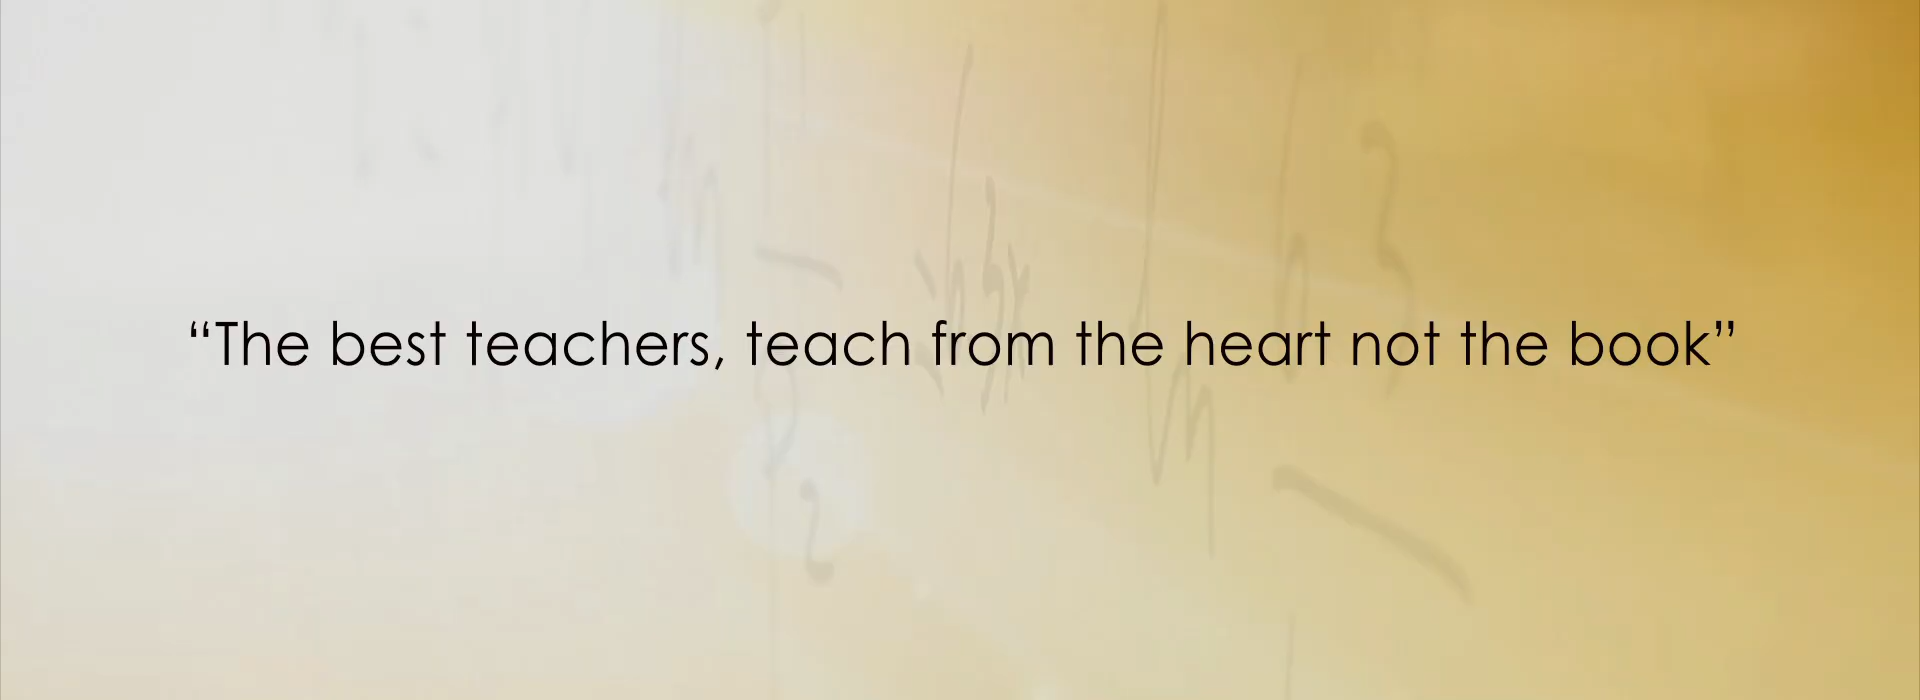 “The best teachers, teach from the heart not the book”